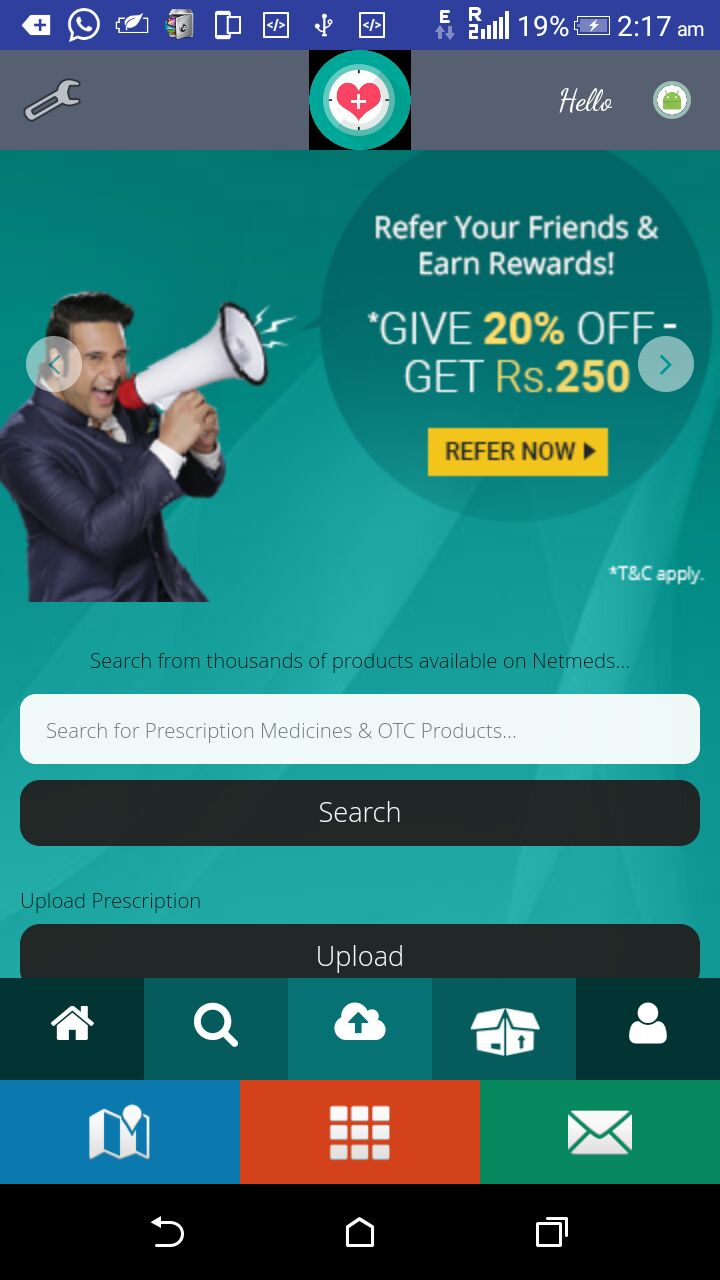 E R 2 19% 2:17 am
Hello
Refer Your Friends &
Earn Rewards!
*GIVE 20% OFF-
GET Rs.250
REFER NOW
*T&C apply.
Search from thousands of products available on Netmeds...
Search for Prescription Medicines & OTC Products...
Search
Upload Prescription
Upload